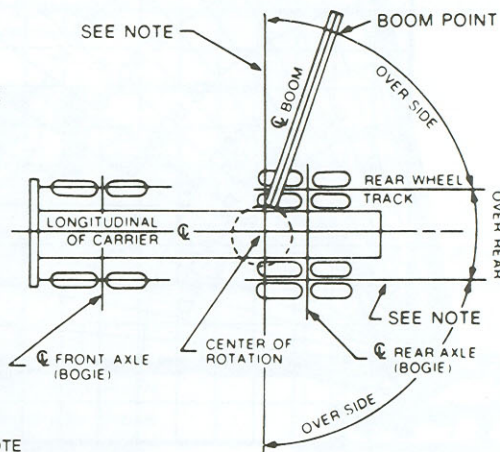 SEE NOTE
BOOM POINT
℄ BOOM
OVER SIDE
REAR WHEEL
TRACK
LONGITUDINAL
OF CARRIER ℄
OVER REAR
SEE NOTE
℄ FRONT AXLE
(BOGIE)
CENTER OF
ROTATION
℄ REAR AXLE
(BOGIE)
OVER SIDE